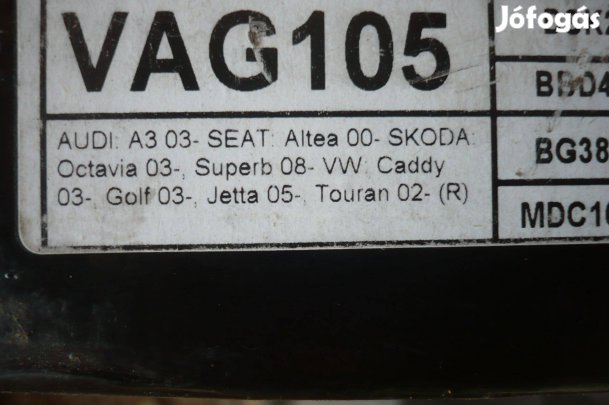 Jófogás
VAG105
AUDI: A3 03- SEAT: Altea 00- SKODA:
Octavia 03-, Superb 08- VW: Caddy
03-, Golf 03-, Jetta 05-, Touran 02- (R)
BG38